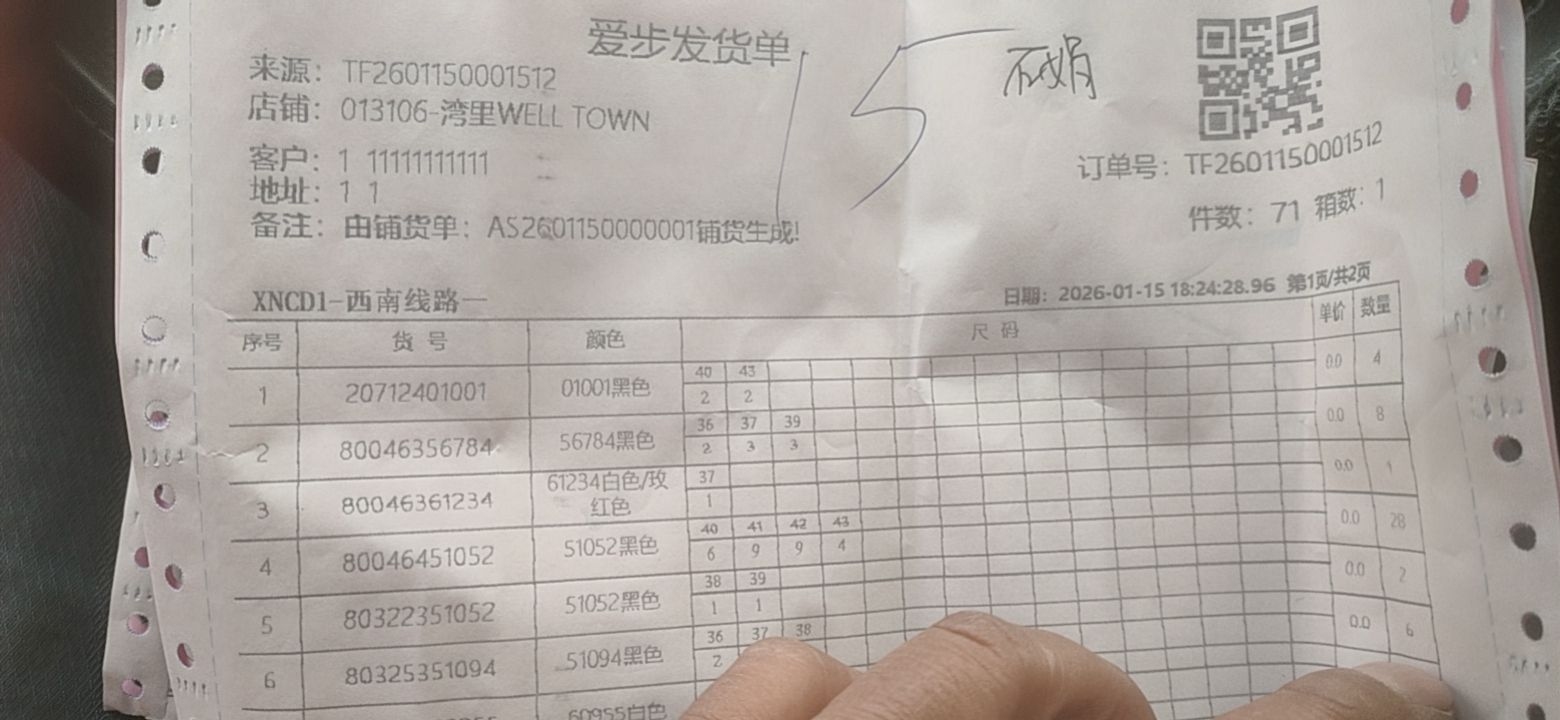 爱步发货单
15
来源：TF2601150001512
店铺：013106-湾里WELL TOWN
客户：1 11111111111
地址：1 1
备注：由铺货单：AS2601150000001铺货生成!
订单号：TF2601150001512
件数：71 箱数：1
XNCD1-西南线路一
日期：2026-01-15 18:24:28.96 第1页/共2页
序号 货号 颜色 尺码 单价 数量
40 43
1 20712401001 01001黑色 0.0 4
2 2
36 37 39
2 80046356784 56784黑色 0.0 8
2 3 3
37
3 80046361234 61234白色/玫红色 0.0 1
1
40 41 42 43
4 80046451052 51052黑色 0.0 28
6 9 9 4
38 39
5 80322351052 51052黑色 0.0 2
1 1
36 37 38
6 80325351094 51094黑色 0.0 6
2
60955白色